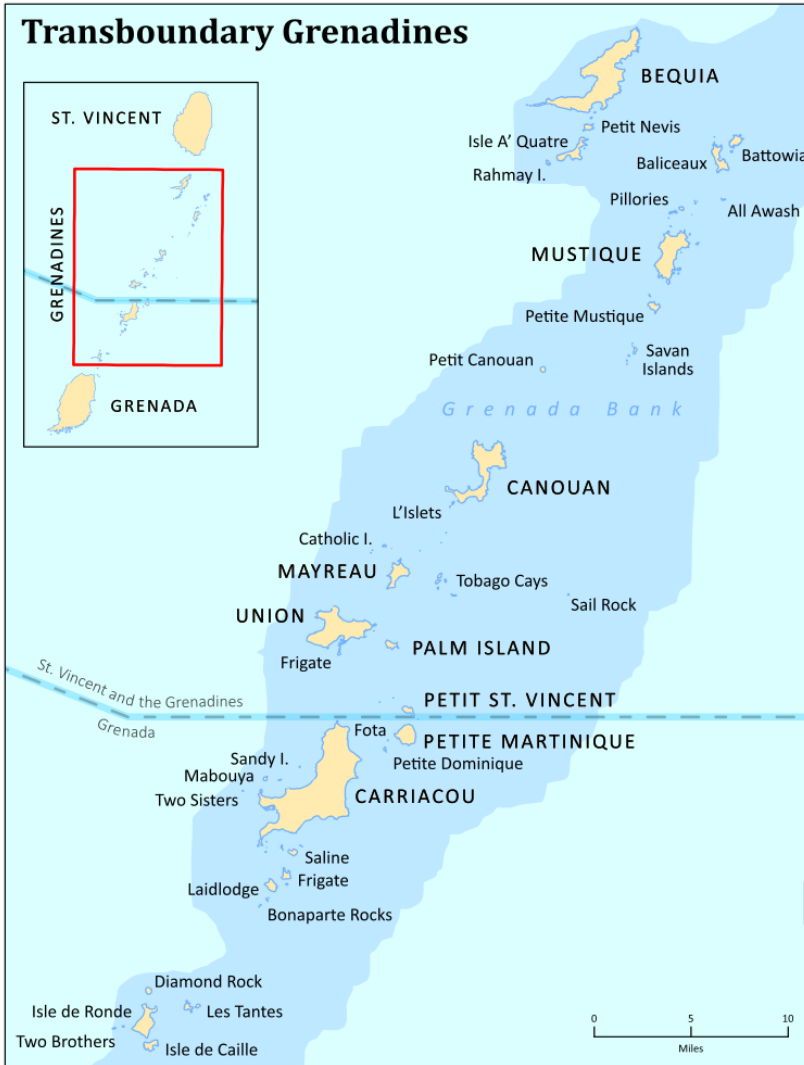 Transboundary Grenadines
ST. VINCENT
GRENADINES
GRENADA
BEQUIA
Petit Nevis
Isle A' Quatre
Rahmay I.
Baliceaux
Battowia
Pillories
All Awash
MUSTIQUE
Petite Mustique
Savan
Islands
Petit Canouan
Grenada Bank
CANOUAN
L'Islets
Catholic I.
MAYREAU
Tobago Cays
Sail Rock
UNION
PALM ISLAND
Frigate
St. Vincent and the Grenadines
Grenada
PETIT ST. VINCENT
Fota
PETITE MARTINIQUE
Petite Dominique
Sandy I.
Mabouya
Two Sisters
CARRIACOU
Saline
Frigate
Laidlodge
Bonaparte Rocks
Diamond Rock
Isle de Ronde
Les Tantes
Two Brothers
Isle de Caille
0 5 10
Miles